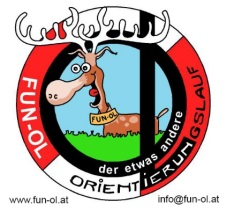 FUN-OL
FUN-OL
der etwas andere
ORiENTiERUNGSLAUF
www.fun-ol.at
info@fun-ol.at